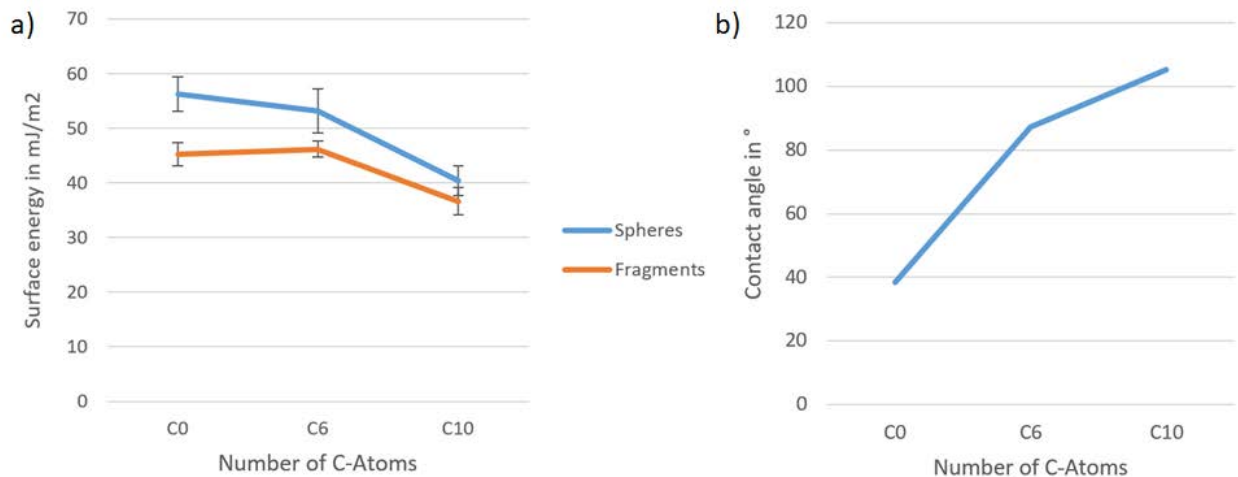 a)
Surface energy in mJ/m2
70
60
50
40
30
20
10
0
C0 C6 C10
Number of C-Atoms
Spheres
Fragments
b)
Contact angle in °
120
100
80
60
40
20
0
C0 C6 C10
Number of C-Atoms